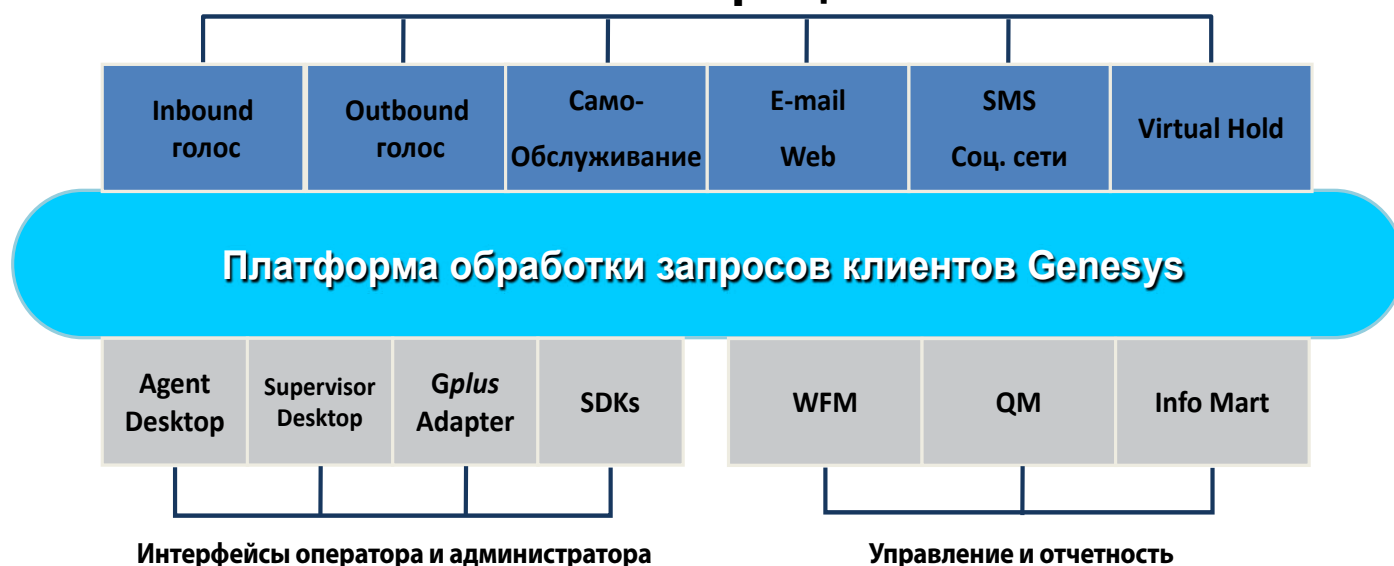 Inbound
голос
Outbound
голос
Само-
Обслуживание
E-mail
Web
SMS
Соц. сети
Virtual Hold
Платформа обработки запросов клиентов Genesys
Agent
Desktop
Supervisor
Desktop
Gplus
Adapter
SDKs
WFM
QM
Info Mart
Интерфейсы оператора и администратора
Управление и отчетность